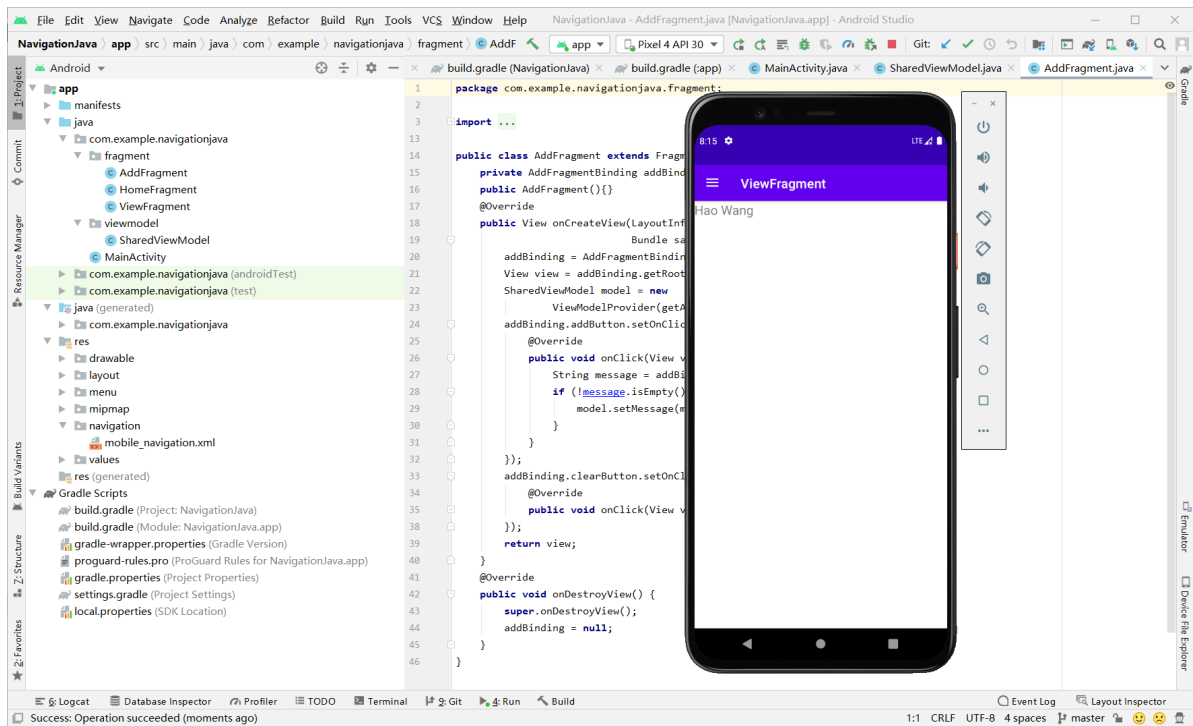 File Edit View Navigate Code Analyze Refactor Build Run Tools VCS Window Help NavigationJava - AddFragment.java [NavigationJava.app] - Android Studio
NavigationJava app src main java com example navigationjava fragment AddF app Pixel 4 API 30 Git:
Android
build.gradle (NavigationJava) build.gradle (:app) MainActivity.java SharedViewModel.java AddFragment.java
1: Project
Commit
Resource Manager
Build Variants
Z: Structure
2: Favorites
app
manifests
java
com.example.navigationjava
fragment
AddFragment
HomeFragment
ViewFragment
viewmodel
SharedViewModel
MainActivity
com.example.navigationjava (androidTest)
com.example.navigationjava (test)
java (generated)
com.example.navigationjava
res
drawable
layout
menu
mipmap
navigation
mobile_navigation.xml
values
res (generated)
Gradle Scripts
build.gradle (Project: NavigationJava)
build.gradle (Module: NavigationJava.app)
gradle-wrapper.properties (Gradle Version)
proguard-rules.pro (ProGuard Rules for NavigationJava.app)
gradle.properties (Project Properties)
settings.gradle (Project Settings)
local.properties (SDK Location)
1 package com.example.navigationjava.fragment;
2
3 import ...
13
14 public class AddFragment extends Fragm
15 private AddFragmentBinding addBind
16 public AddFragment(){}
17 @Override
18 public View onCreateView(LayoutInf
19 Bundle sa
20 addBinding = AddFragmentBindin
21 View view = addBinding.getRoot
22 SharedViewModel model = new
23 ViewModelProvider(getA
24 addBinding.addButton.setOnClic
25 @Override
26 public void onClick(View v
27 String message = addBi
28 if (!message.isEmpty()
29 model.setMessage(m
30 }
31 }
32 });
33 addBinding.clearButton.setOnCl
34 @Override
35 public void onClick(View v
38 });
39 return view;
40 }
41 @Override
42 public void onDestroyView() {
43 super.onDestroyView();
44 addBinding = null;
45 }
46 }
8:15 LTE
ViewFragment
Hao Wang
Gradle
Emulator
Device File Explorer
6: Logcat Database Inspector Profiler TODO Terminal 9: Git 4: Run Build Event Log Layout Inspector
Success: Operation succeeded (moments ago) 1:1 CRLF UTF-8 4 spaces master